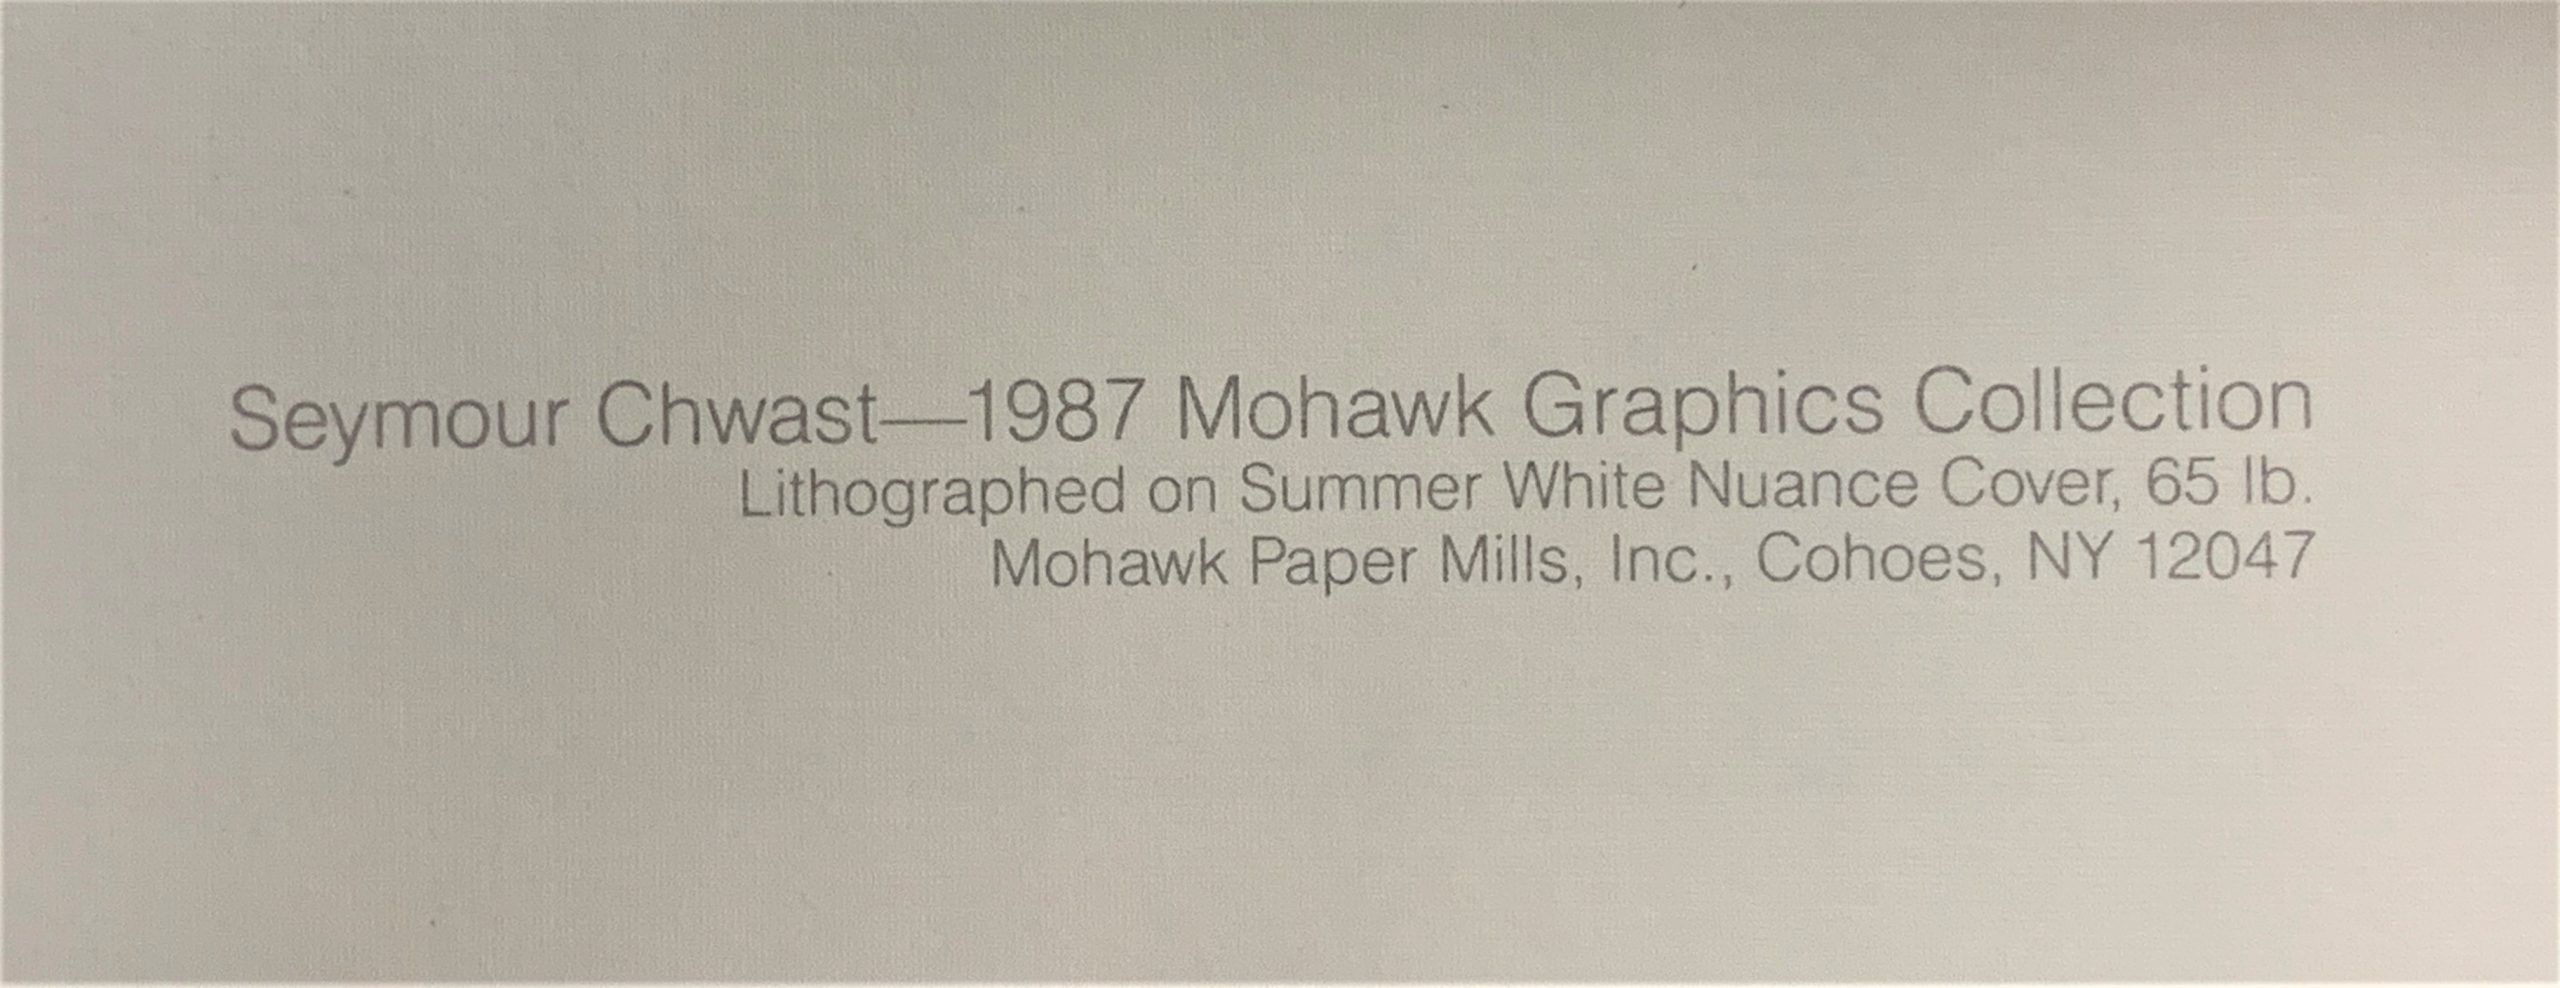 Seymour Chwast—1987 Mohawk Graphics Collection
Lithographed on Summer White Nuance Cover, 65 lb.
Mohawk Paper Mills, Inc., Cohoes, NY 12047